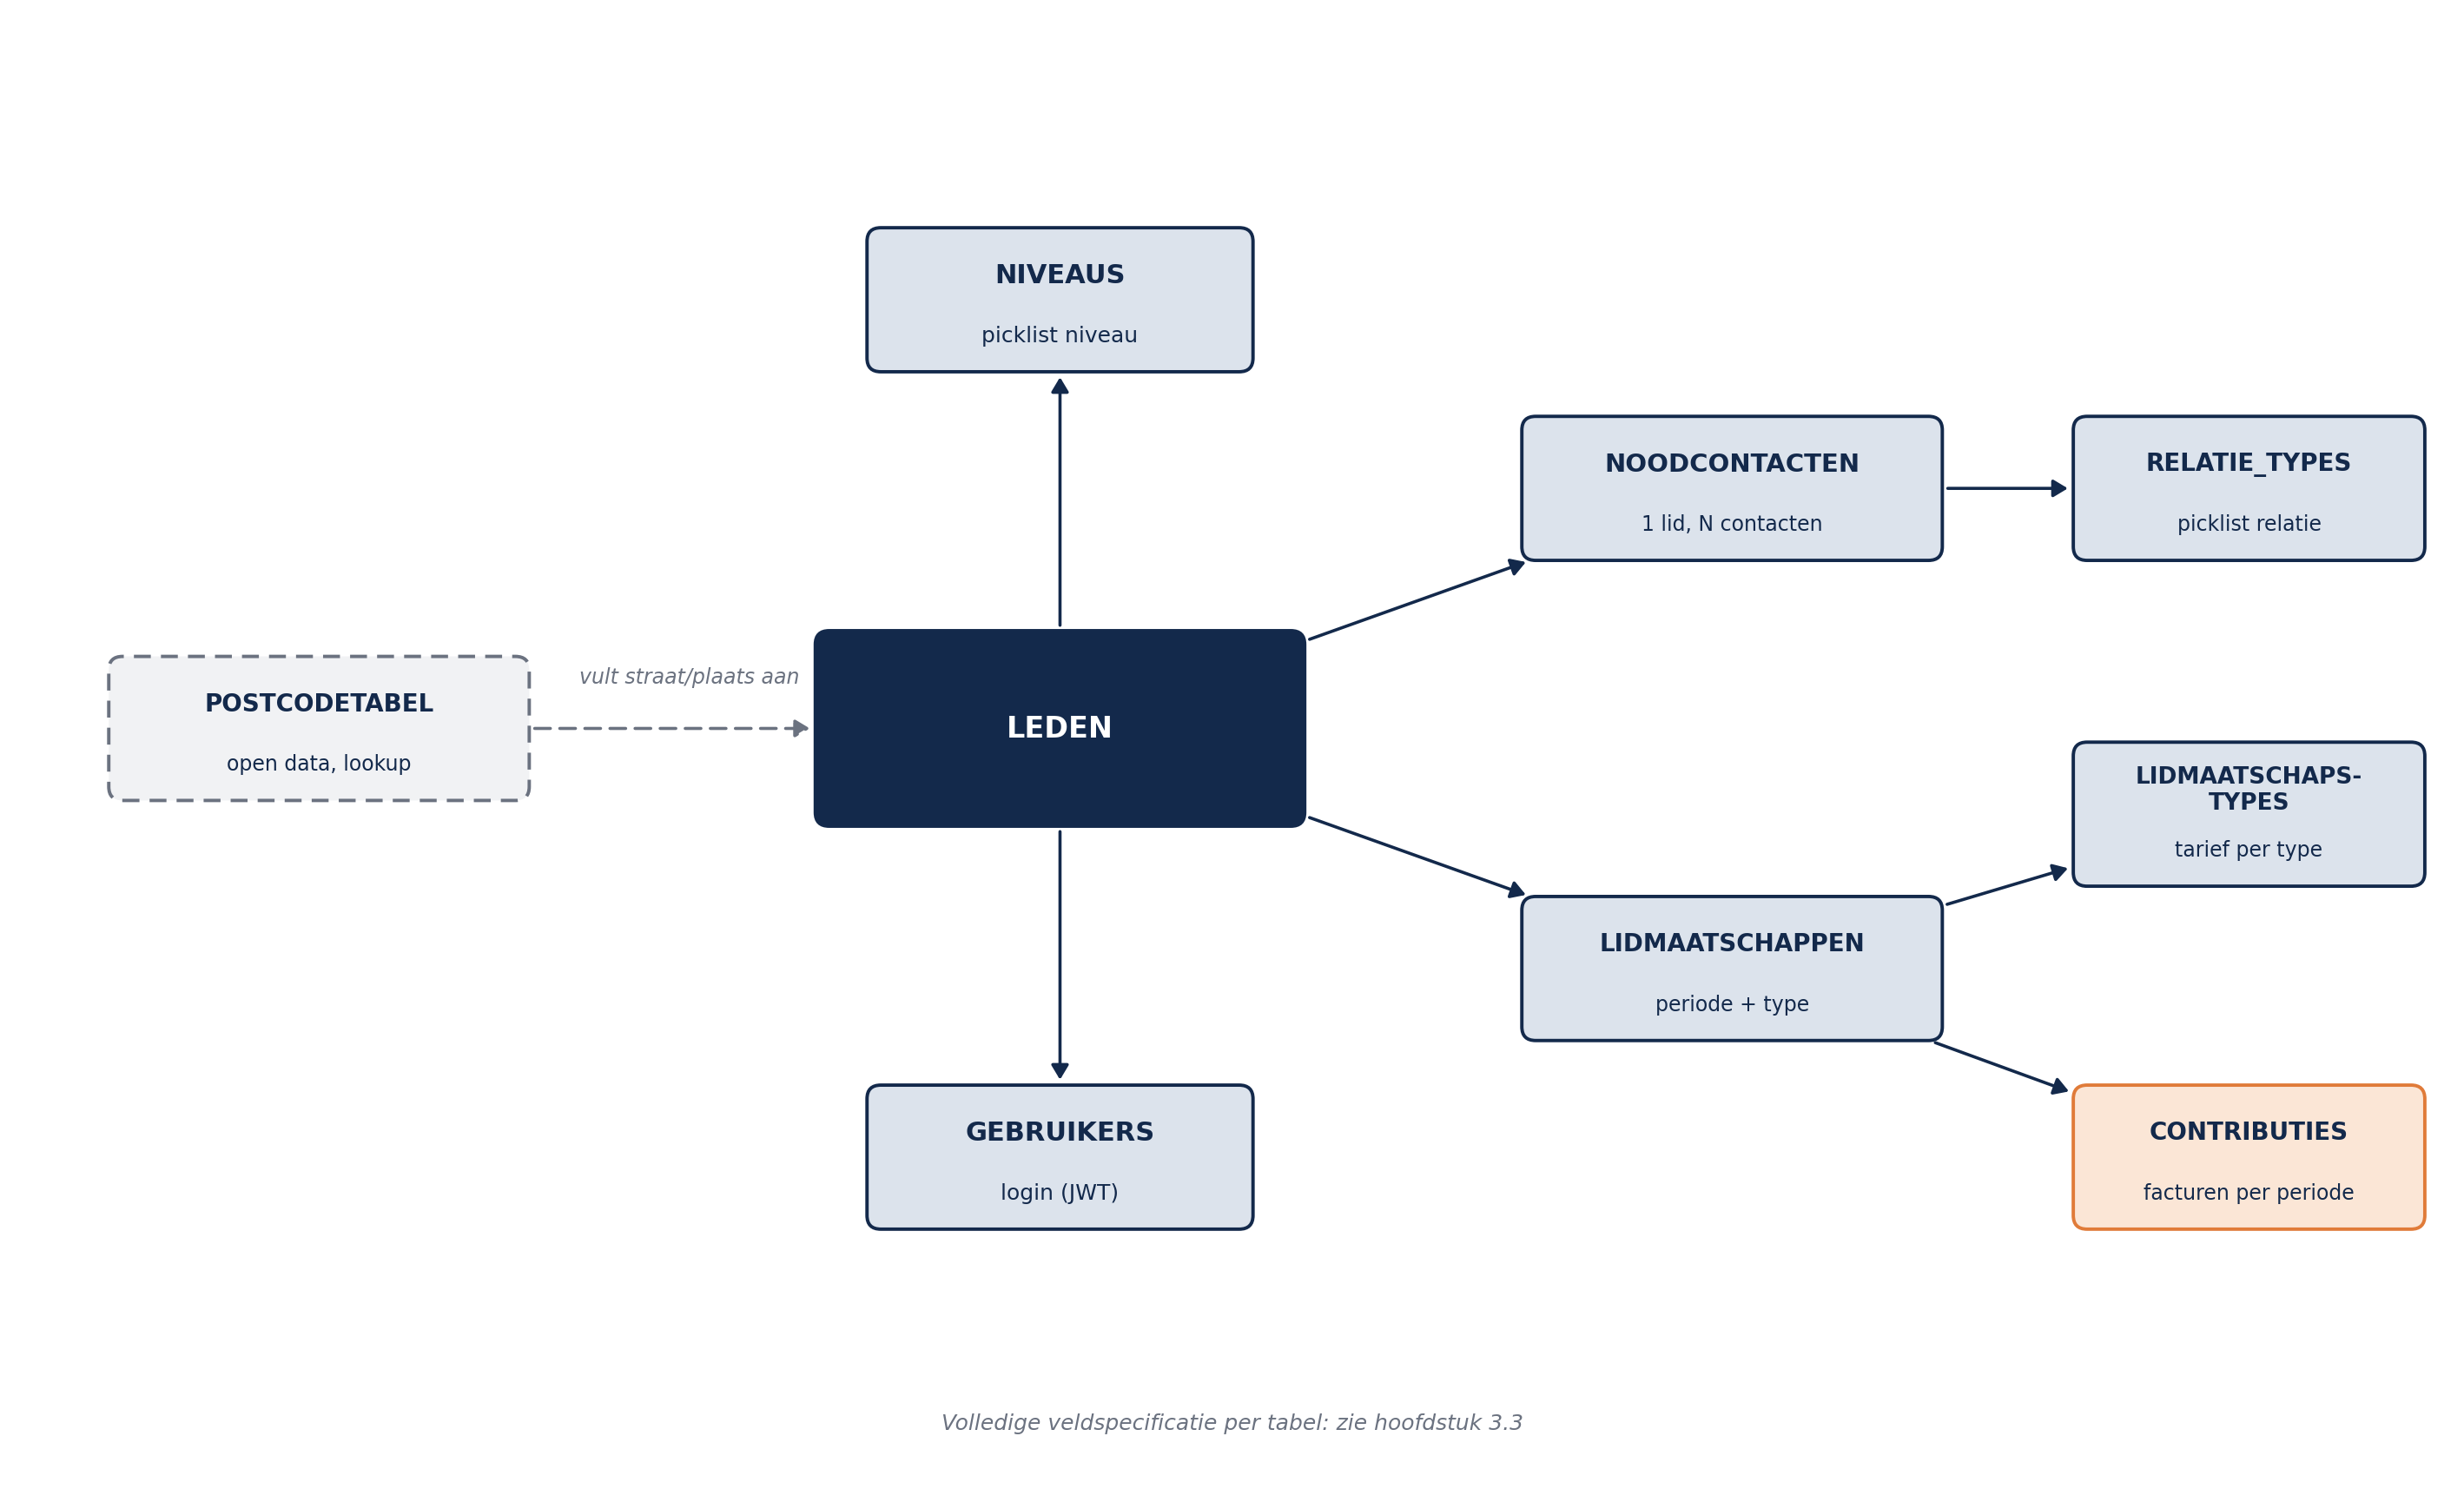 NIVEAUS
picklist niveau
NOODCONTACTEN
1 lid, N contacten
RELATIE_TYPES
picklist relatie
POSTCODETABEL
open data, lookup
vult straat/plaats aan
LEDEN
LIDMAATSCHAPS-
TYPES
tarief per type
LIDMAATSCHAPPEN
periode + type
GEBRUIKERS
login (JWT)
CONTRIBUTIES
facturen per periode
Volledige veldspecificatie per tabel: zie hoofdstuk 3.3